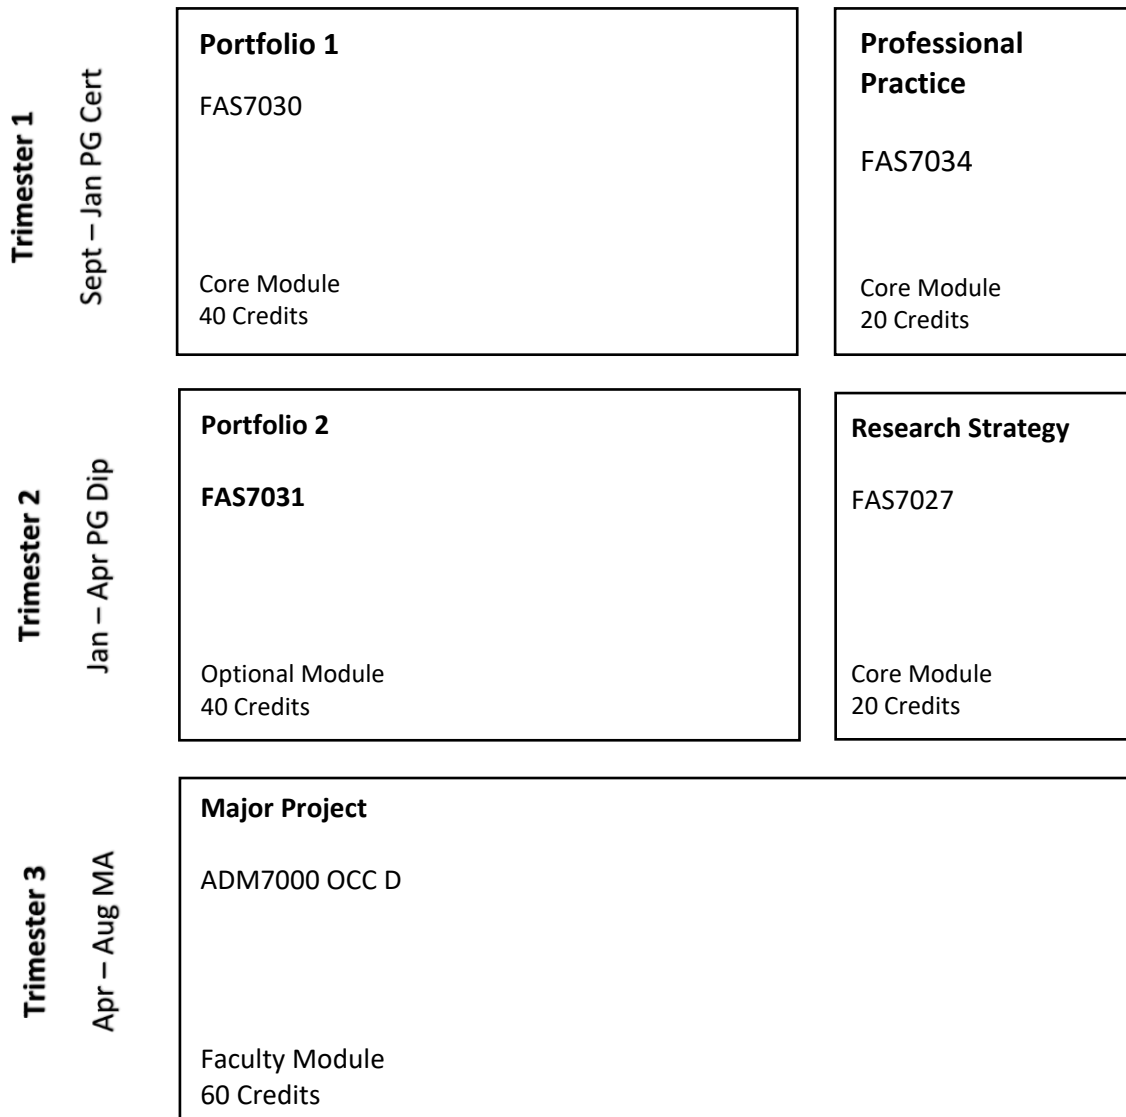 Trimester 1
Sept – Jan PG Cert
Portfolio 1
FAS7030
Core Module
40 Credits
Professional
Practice
FAS7034
Core Module
20 Credits
Trimester 2
Jan – Apr PG Dip
Portfolio 2
FAS7031
Optional Module
40 Credits
Research Strategy
FAS7027
Core Module
20 Credits
Trimester 3
Apr – Aug MA
Major Project
ADM7000 OCC D
Faculty Module
60 Credits